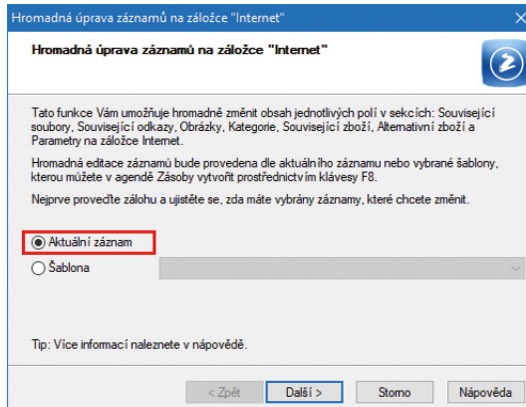 Hromadná úprava záznamů na záložce "Internet"
Hromadná úprava záznamů na záložce "Internet"
Tato funkce Vám umožňuje hromadně změnit obsah jednotlivých polí v sekcích: Související
soubory, Související odkazy, Obrázky, Kategorie, Související zboží, Alternativní zboží a
Parametry na záložce Internet.
Hromadná editace záznamů bude provedena dle aktuálního záznamu nebo vybrané šablony,
kterou můžete v agendě Zásoby vytvořit prostřednictvím klávesy F8.
Nejprve proveďte zálohu a ujistěte se, zda máte vybrány záznamy, které chcete změnit.
Aktuální záznam
Šablona
Tip: Více informací naleznete v nápovědě.
< Zpět Další > Storno Nápověda